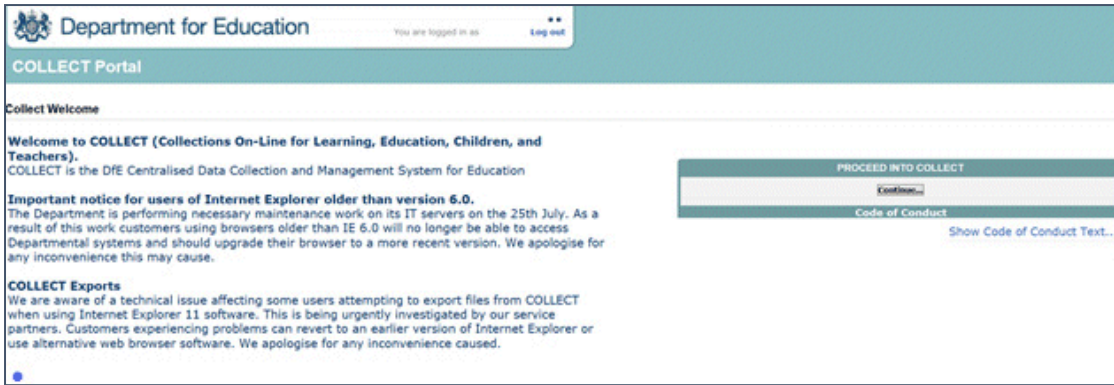 Department for Education
You are logged in as
Log out
COLLECT Portal
Collect Welcome
Welcome to COLLECT (Collections On-Line for Learning, Education, Children, and
Teachers).
COLLECT is the DfE Centralised Data Collection and Management System for Education
Important notice for users of Internet Explorer older than version 6.0.
The Department is performing necessary maintenance work on its IT servers on the 25th July. As a
result of this work customers using browsers older than IE 6.0 will no longer be able to access
Departmental systems and should upgrade their browser to a more recent version. We apologise for
any inconvenience this may cause.
COLLECT Exports
We are aware of a technical issue affecting some users attempting to export files from COLLECT
when using Internet Explorer 11 software. This is being urgently investigated by our service
partners. Customers experiencing problems can revert to an earlier version of Internet Explorer or
use alternative web browser software. We apologise for any inconvenience caused.
PROCEED INTO COLLECT
Continue...
Code of Conduct
Show Code of Conduct Text...